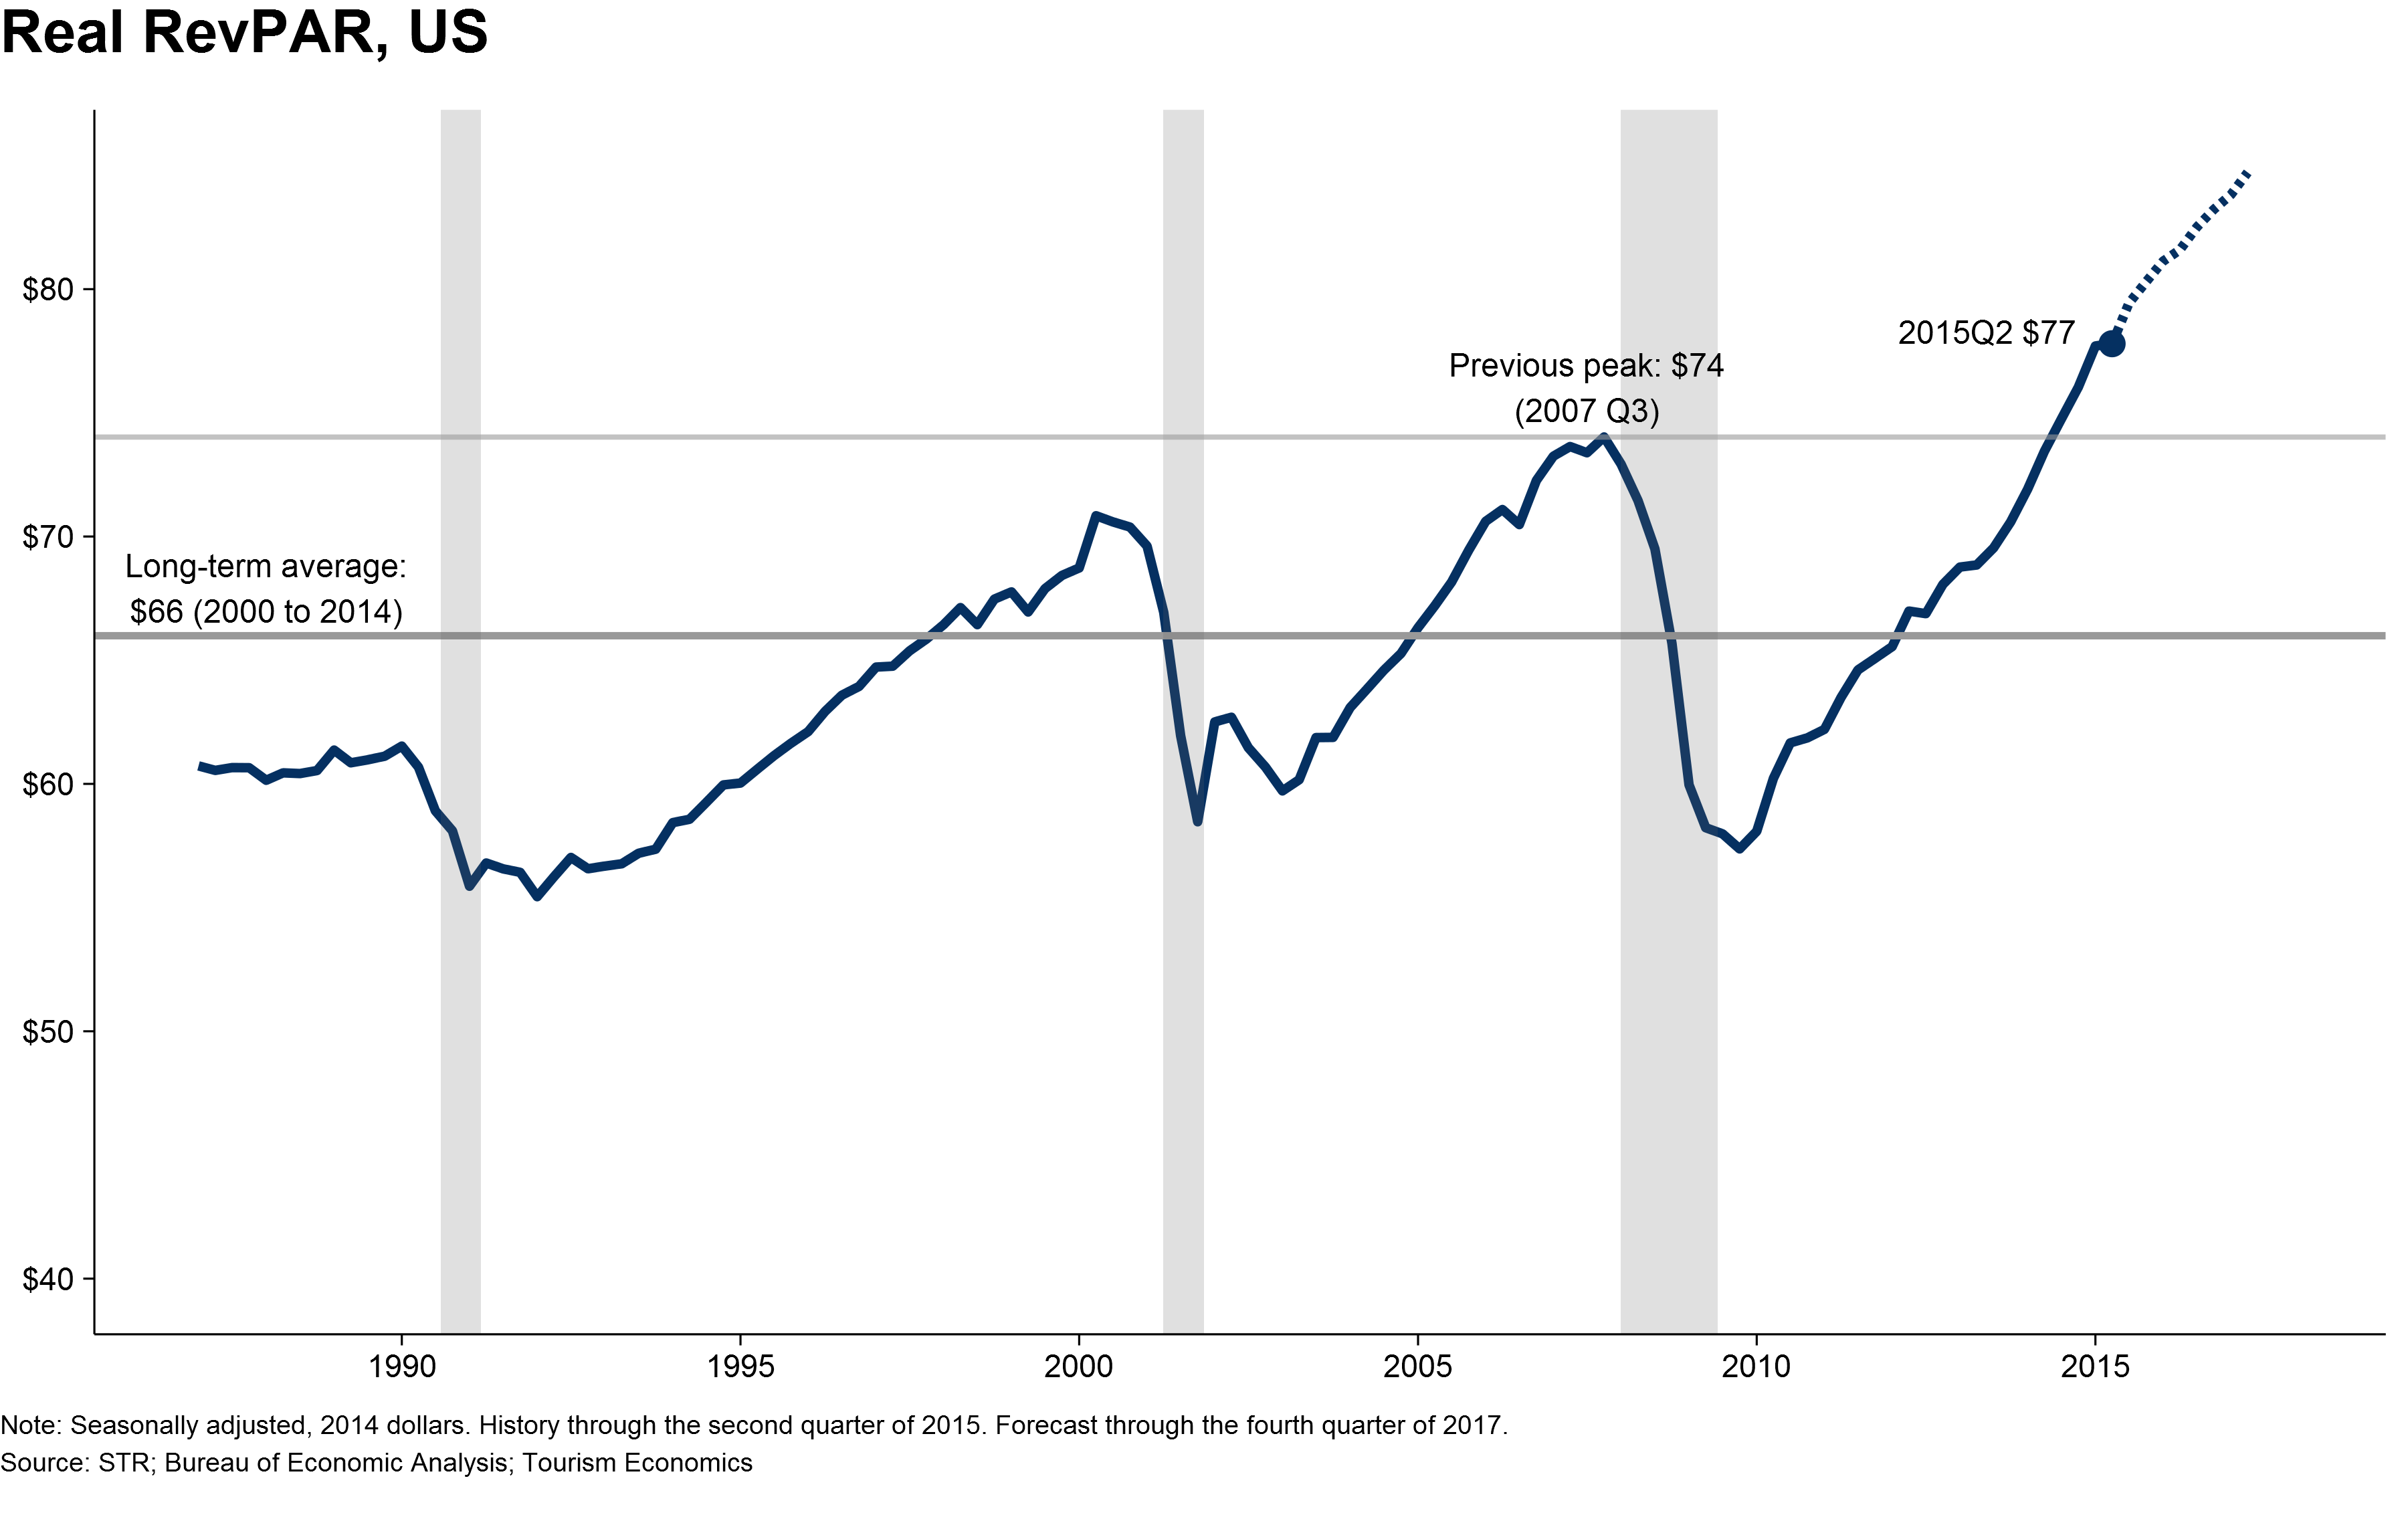 Real RevPAR, US
$80
$70
$60
$50
$40
2015Q2 $77
Previous peak: $74
(2007 Q3)
Long-term average:
$66 (2000 to 2014)
1990
1995
2000
2005
2010
2015
Note: Seasonally adjusted, 2014 dollars. History through the second quarter of 2015. Forecast through the fourth quarter of 2017.
Source: STR; Bureau of Economic Analysis; Tourism Economics